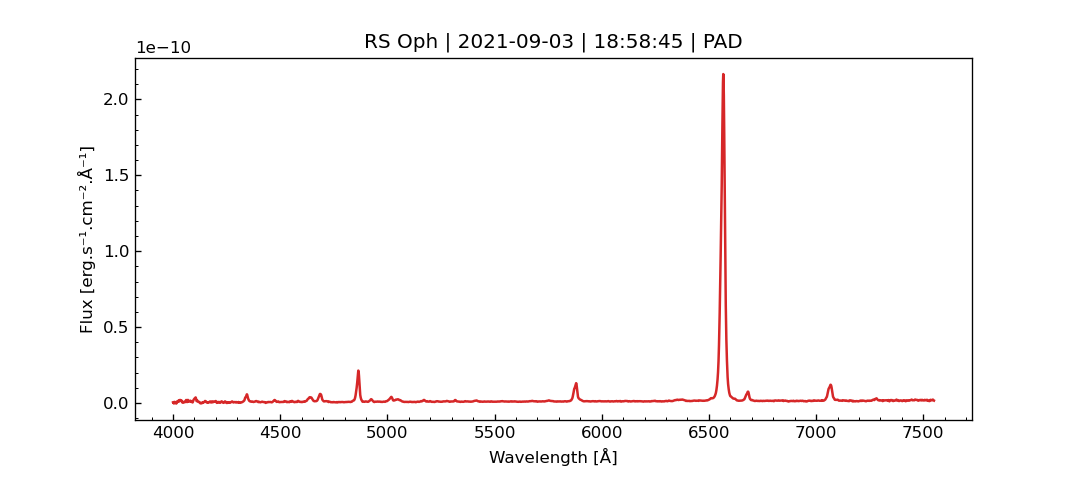 RS Oph | 2021-09-03 | 18:58:45 | PAD
1e−10
2.0
1.5
1.0
0.5
0.0
Flux [erg.s⁻¹.cm⁻².Å⁻¹]
4000 4500 5000 5500 6000 6500 7000 7500
Wavelength [Å]